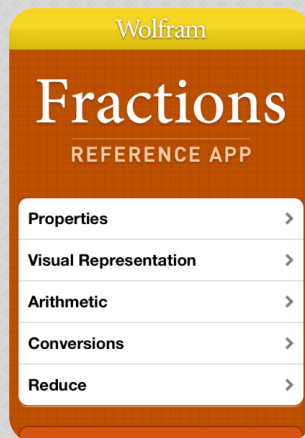 Wolfram
Fractions
REFERENCE APP
Properties
Visual Representation
Arithmetic
Conversions
Reduce